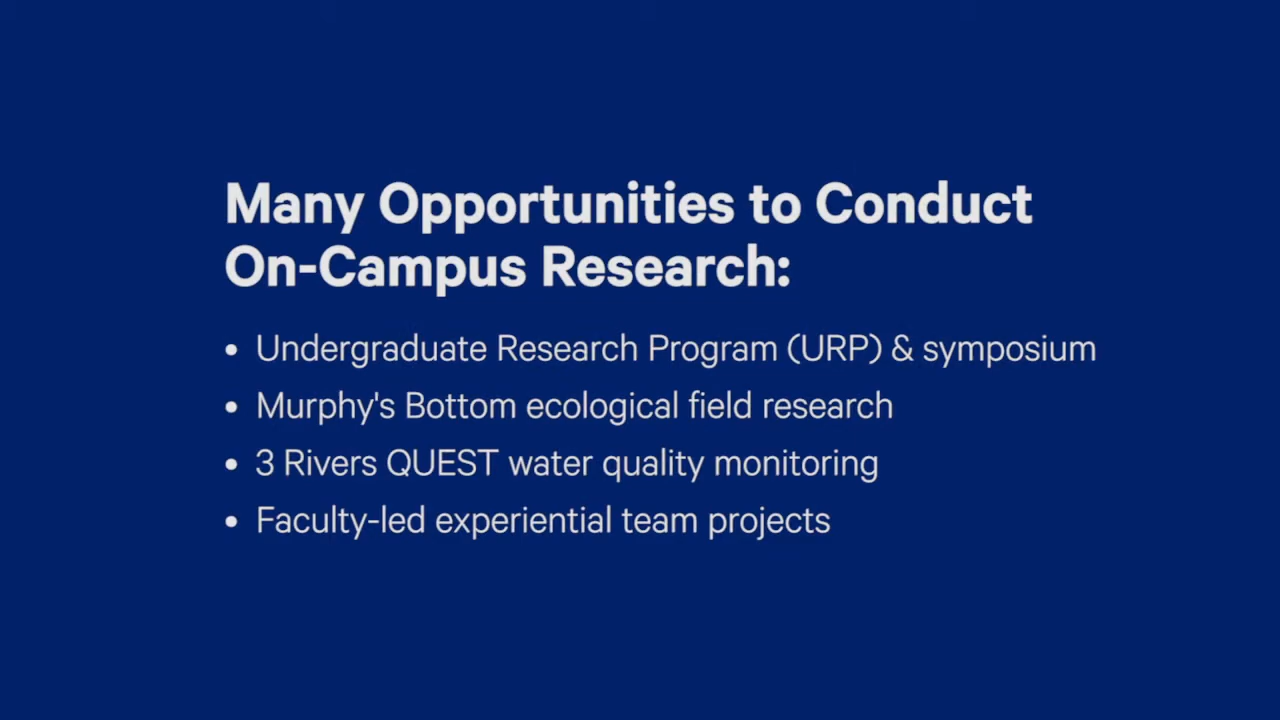 Many Opportunities to Conduct
On-Campus Research:
• Undergraduate Research Program (URP) & symposium
• Murphy's Bottom ecological field research
• 3 Rivers QUEST water quality monitoring
• Faculty-led experiential team projects